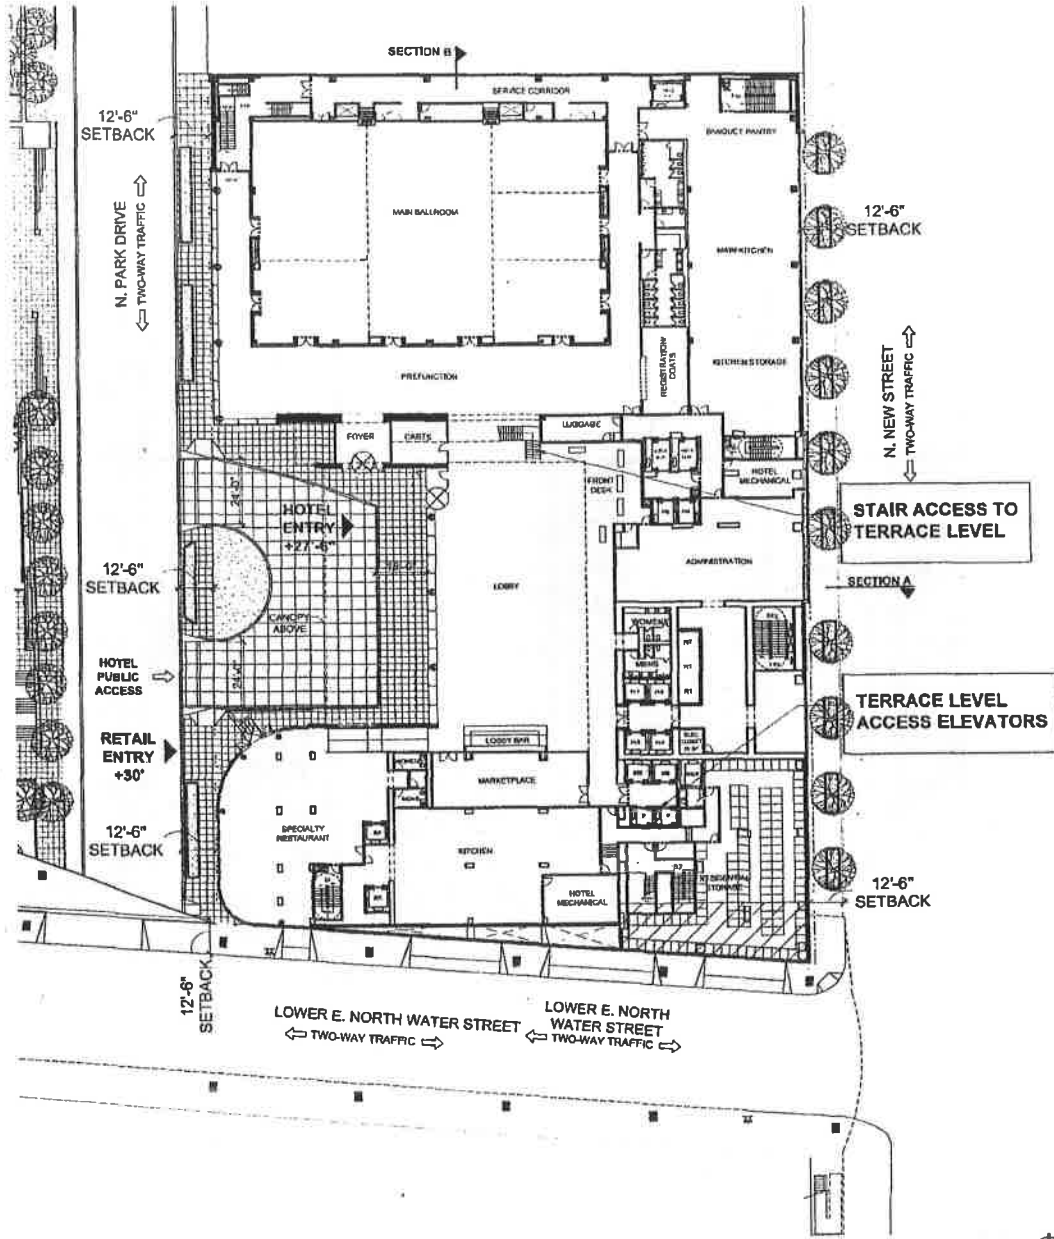 SECTION B
SERVICE CORRIDOR
12'-6"
SETBACK
BANQUET PANTRY
N. PARK DRIVE
TWO-WAY TRAFFIC
MAIN BALLROOM
12'-6"
SETBACK
MAIN KITCHEN
PREFUNCTION
REGISTRATION
COATS
KITCHEN STORAGE
N. NEW STREET
TWO-WAY TRAFFIC
FOYER
CARTS
LUGGAGE
FRONT
DESK
HOTEL
MECHANICAL
24'-0"
HOTEL
ENTRY
+27'-6"
STAIR ACCESS TO
TERRACE LEVEL
12'-6"
SETBACK
LOBBY
ADMINISTRATION
SECTION A
CANOPY
ABOVE
WOMENS
MENS
HOTEL
PUBLIC
ACCESS
TERRACE LEVEL
ACCESS ELEVATORS
RETAIL
ENTRY
+30'
LOBBY BAR
MARKETPLACE
12'-6"
SETBACK
SPECIALTY
RESTAURANT
KITCHEN
HOTEL
MECHANICAL
RESIDENTIAL
STORAGE
12'-6"
SETBACK
12'-6"
SETBACK
LOWER E. NORTH WATER STREET
TWO-WAY TRAFFIC
LOWER E. NORTH
WATER STREET
TWO-WAY TRAFFIC